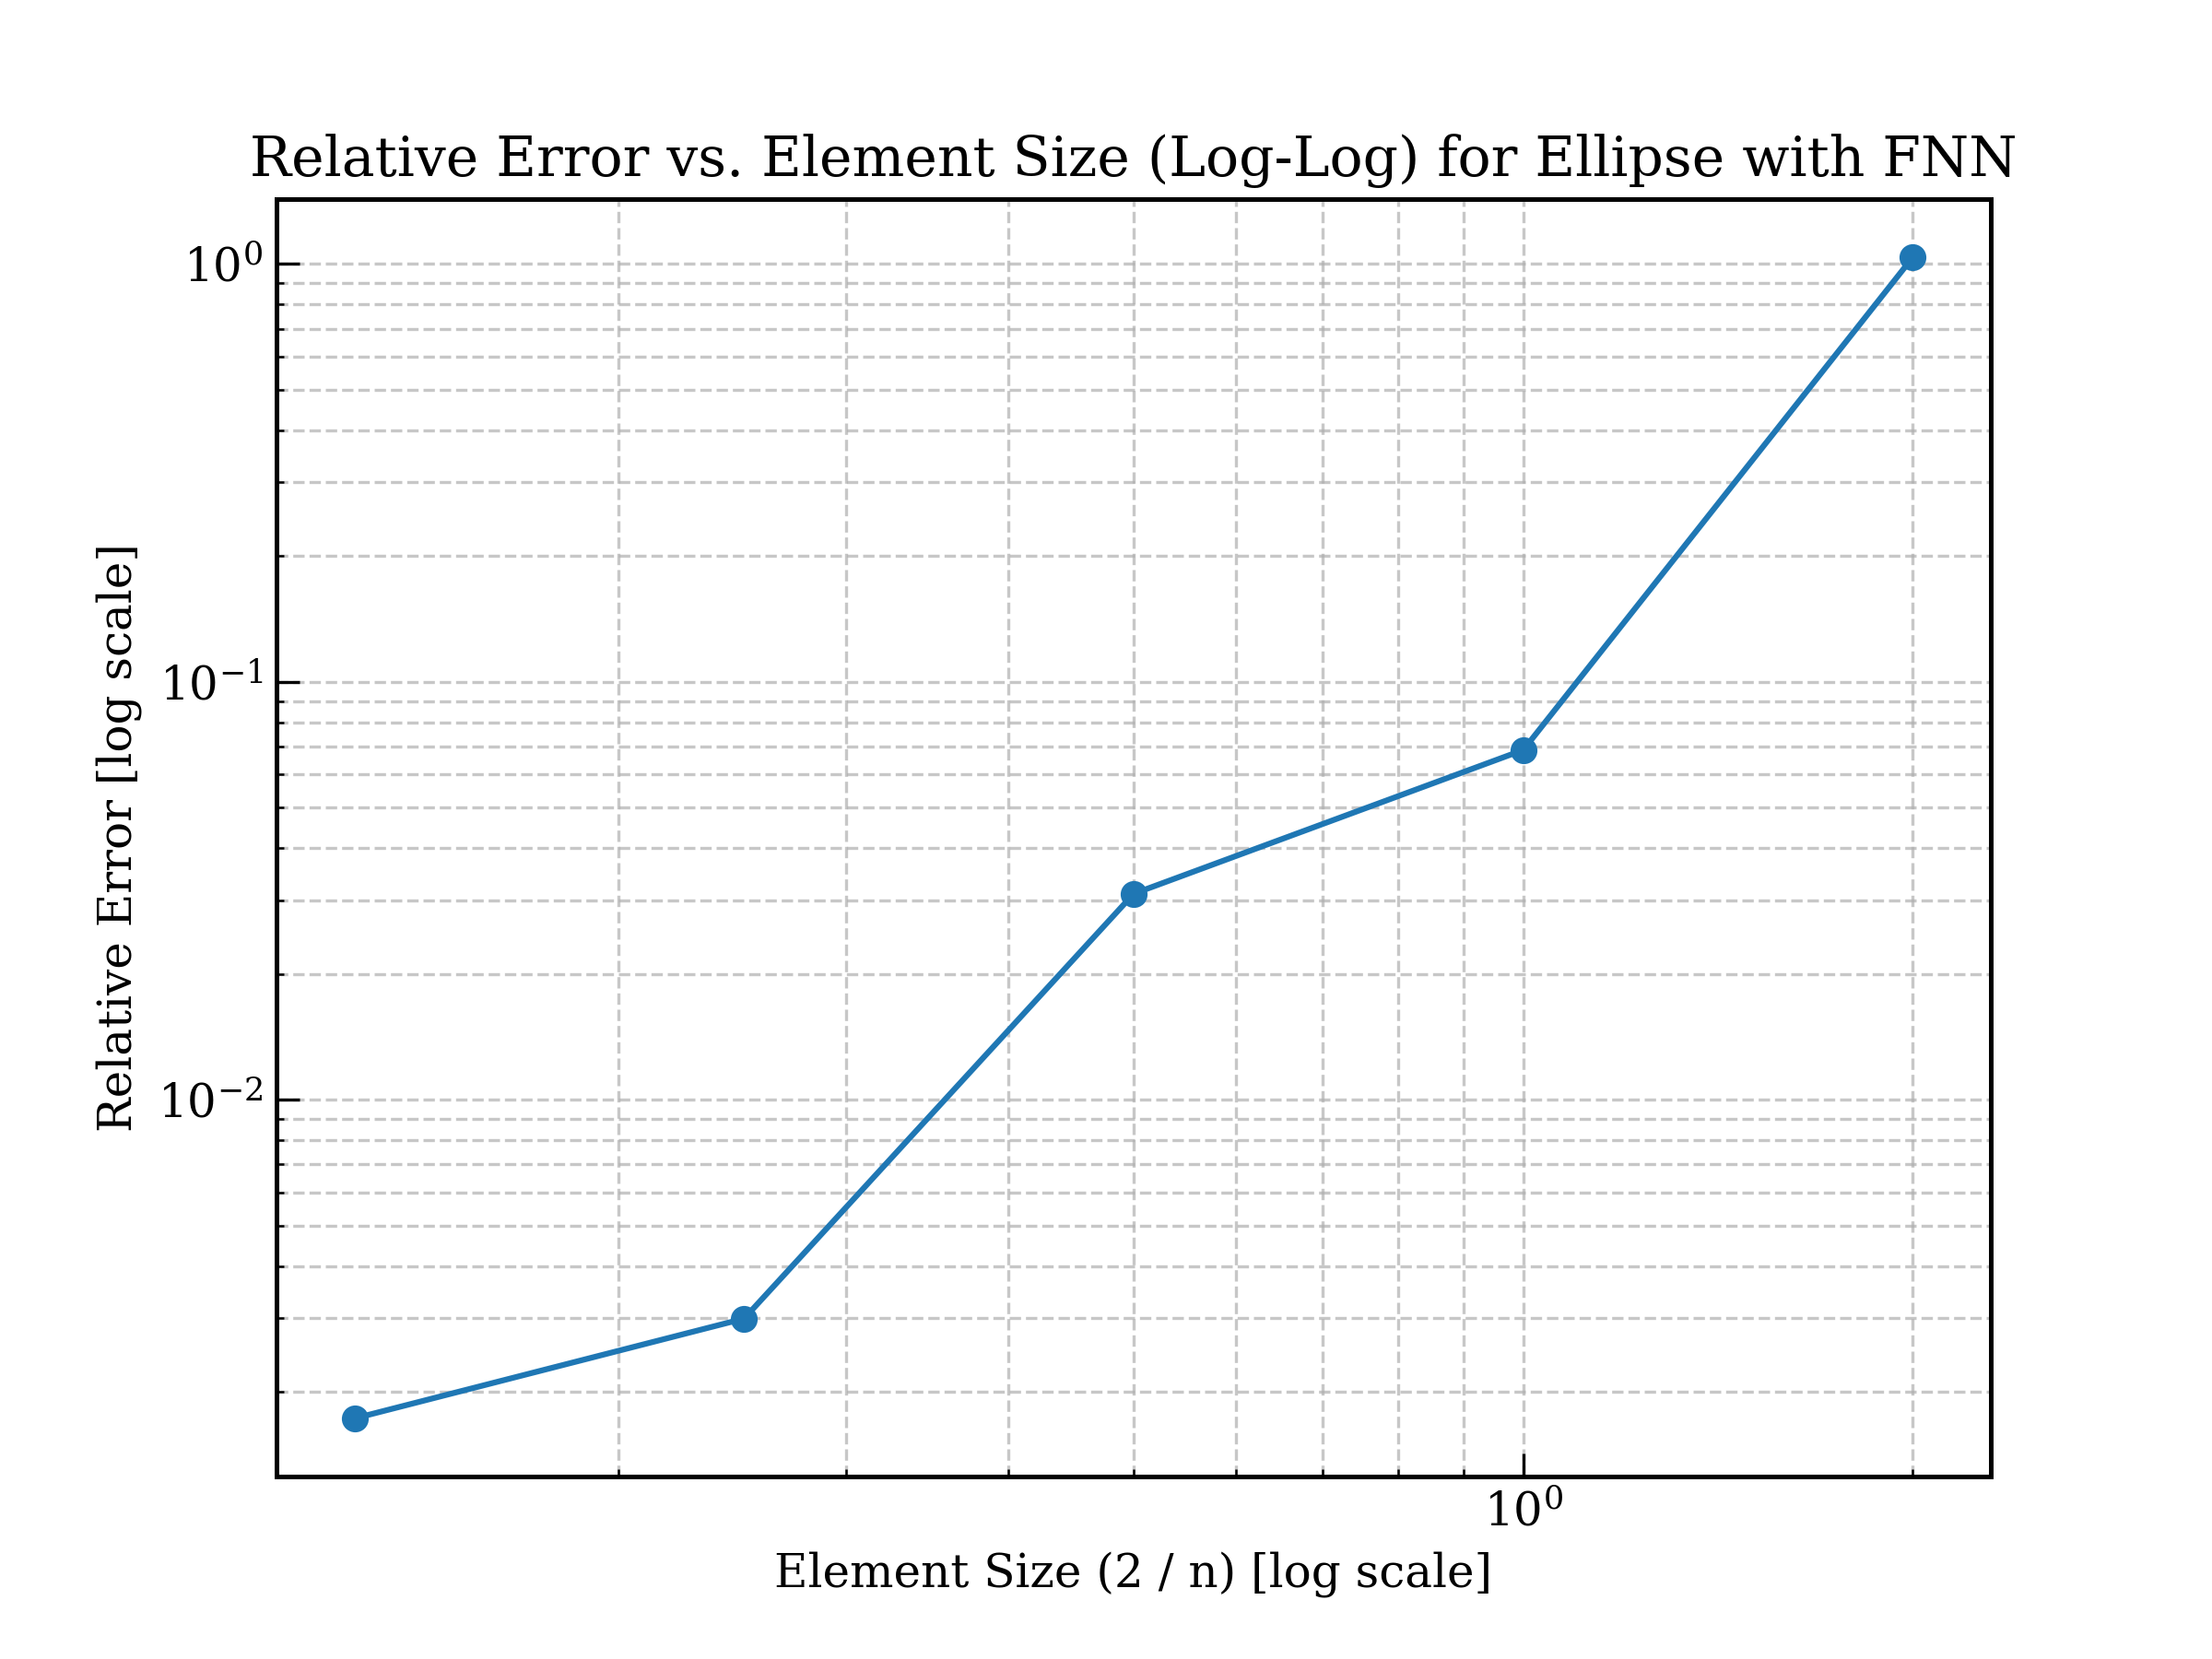 Relative Error vs. Element Size (Log-Log) for Ellipse with FNN
10⁰
10⁻¹
10⁻²
Relative Error [log scale]
10⁰
Element Size (2 / n) [log scale]